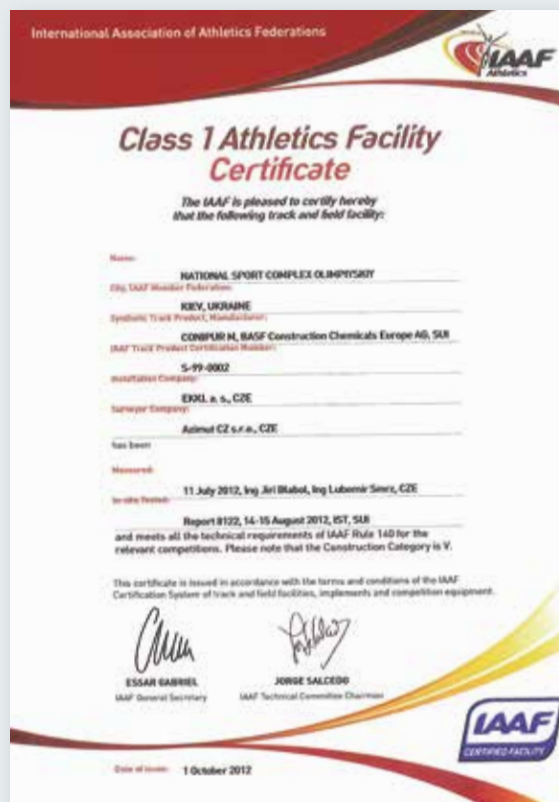 International Association of Athletics Federations
IAAF
Athletics
Class 1 Athletics Facility
Certificate
The IAAF is pleased to certify hereby
that the following track and field facility:
Name:
NATIONAL SPORT COMPLEX OLIMPIYSKIY
City, IAAF Member Federation:
KIEV, UKRAINE
Synthetic Track Product, Manufacturer:
CONIPUR M, BASF Construction Chemicals Europe AG, SUI
IAAF Track Product Certification Number:
S-99-0002
Installation Company:
a. s., CZE
Surveyor Company:
Azimut CZ s.r.o., CZE
has been
Measured:
11 July 2012, Ing Jiri Blabol, Ing Lubomir CZE
In-situ Tested:
Report 8122, 14-15 August 2012, IST, SUI
and meets all the technical requirements of IAAF Rule 140 for the
relevant competitions. Please note that the Construction Category is V.
This certificate is issued in accordance with the terms and conditions of the IAAF
Certification System of track and field facilities, implements and competition equipment.
ESSAR GABRIEL
JORGE SALCEDO
IAAF General Secretary
IAAF Technical Committee Chairman
IAAF
CERTIFIED FACILITY
Date of issue: 1 October 2012